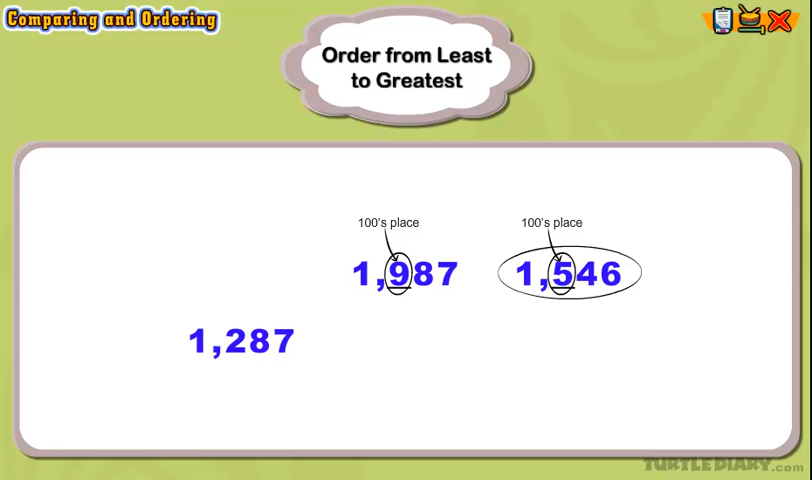 Comparing and Ordering
Order from Least
to Greatest
100's place
100's place
1,987
1,546
1,287
TURTLEDIARY.com